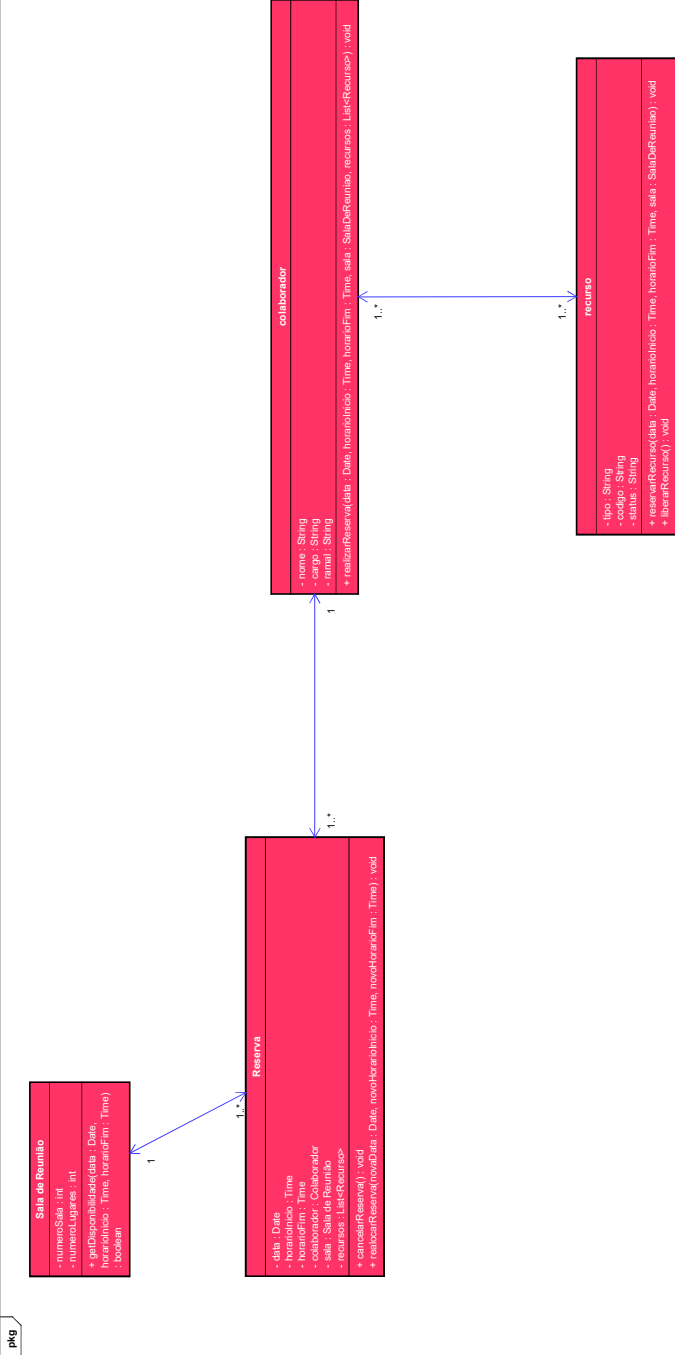 pkg
Sala de Reunião
- numeroSala : int
- numeroLugares : int
+ getDisponibilidade(data : Date,
horarioInicio : Time, horarioFim : Time)
: boolean
1
1..*
Reserva
- data : Date
- horarioInicio : Time
- horarioFim : Time
- colaborador : Colaborador
- sala : Sala de Reunião
- recursos : List<Recurso>
+ cancelarReserva() : void
+ realocarReserva(novaData : Date, novoHorarioInicio : Time, novoHorarioFim : Time) : void
1..*
1
colaborador
- nome : String
- cargo : String
- ramal : String
+ realizarReserva(data : Date, horarioInicio : Time, horarioFim : Time, sala : SalaDeReuniao, recursos : List<Recurso>) : void
1..*
1..*
recurso
- tipo : String
- codigo : String
- status : String
+ reservarRecurso(data : Date, horarioInicio : Time, horarioFim : Time, sala : SalaDeReuniao) : void
+ liberarRecurso() : void